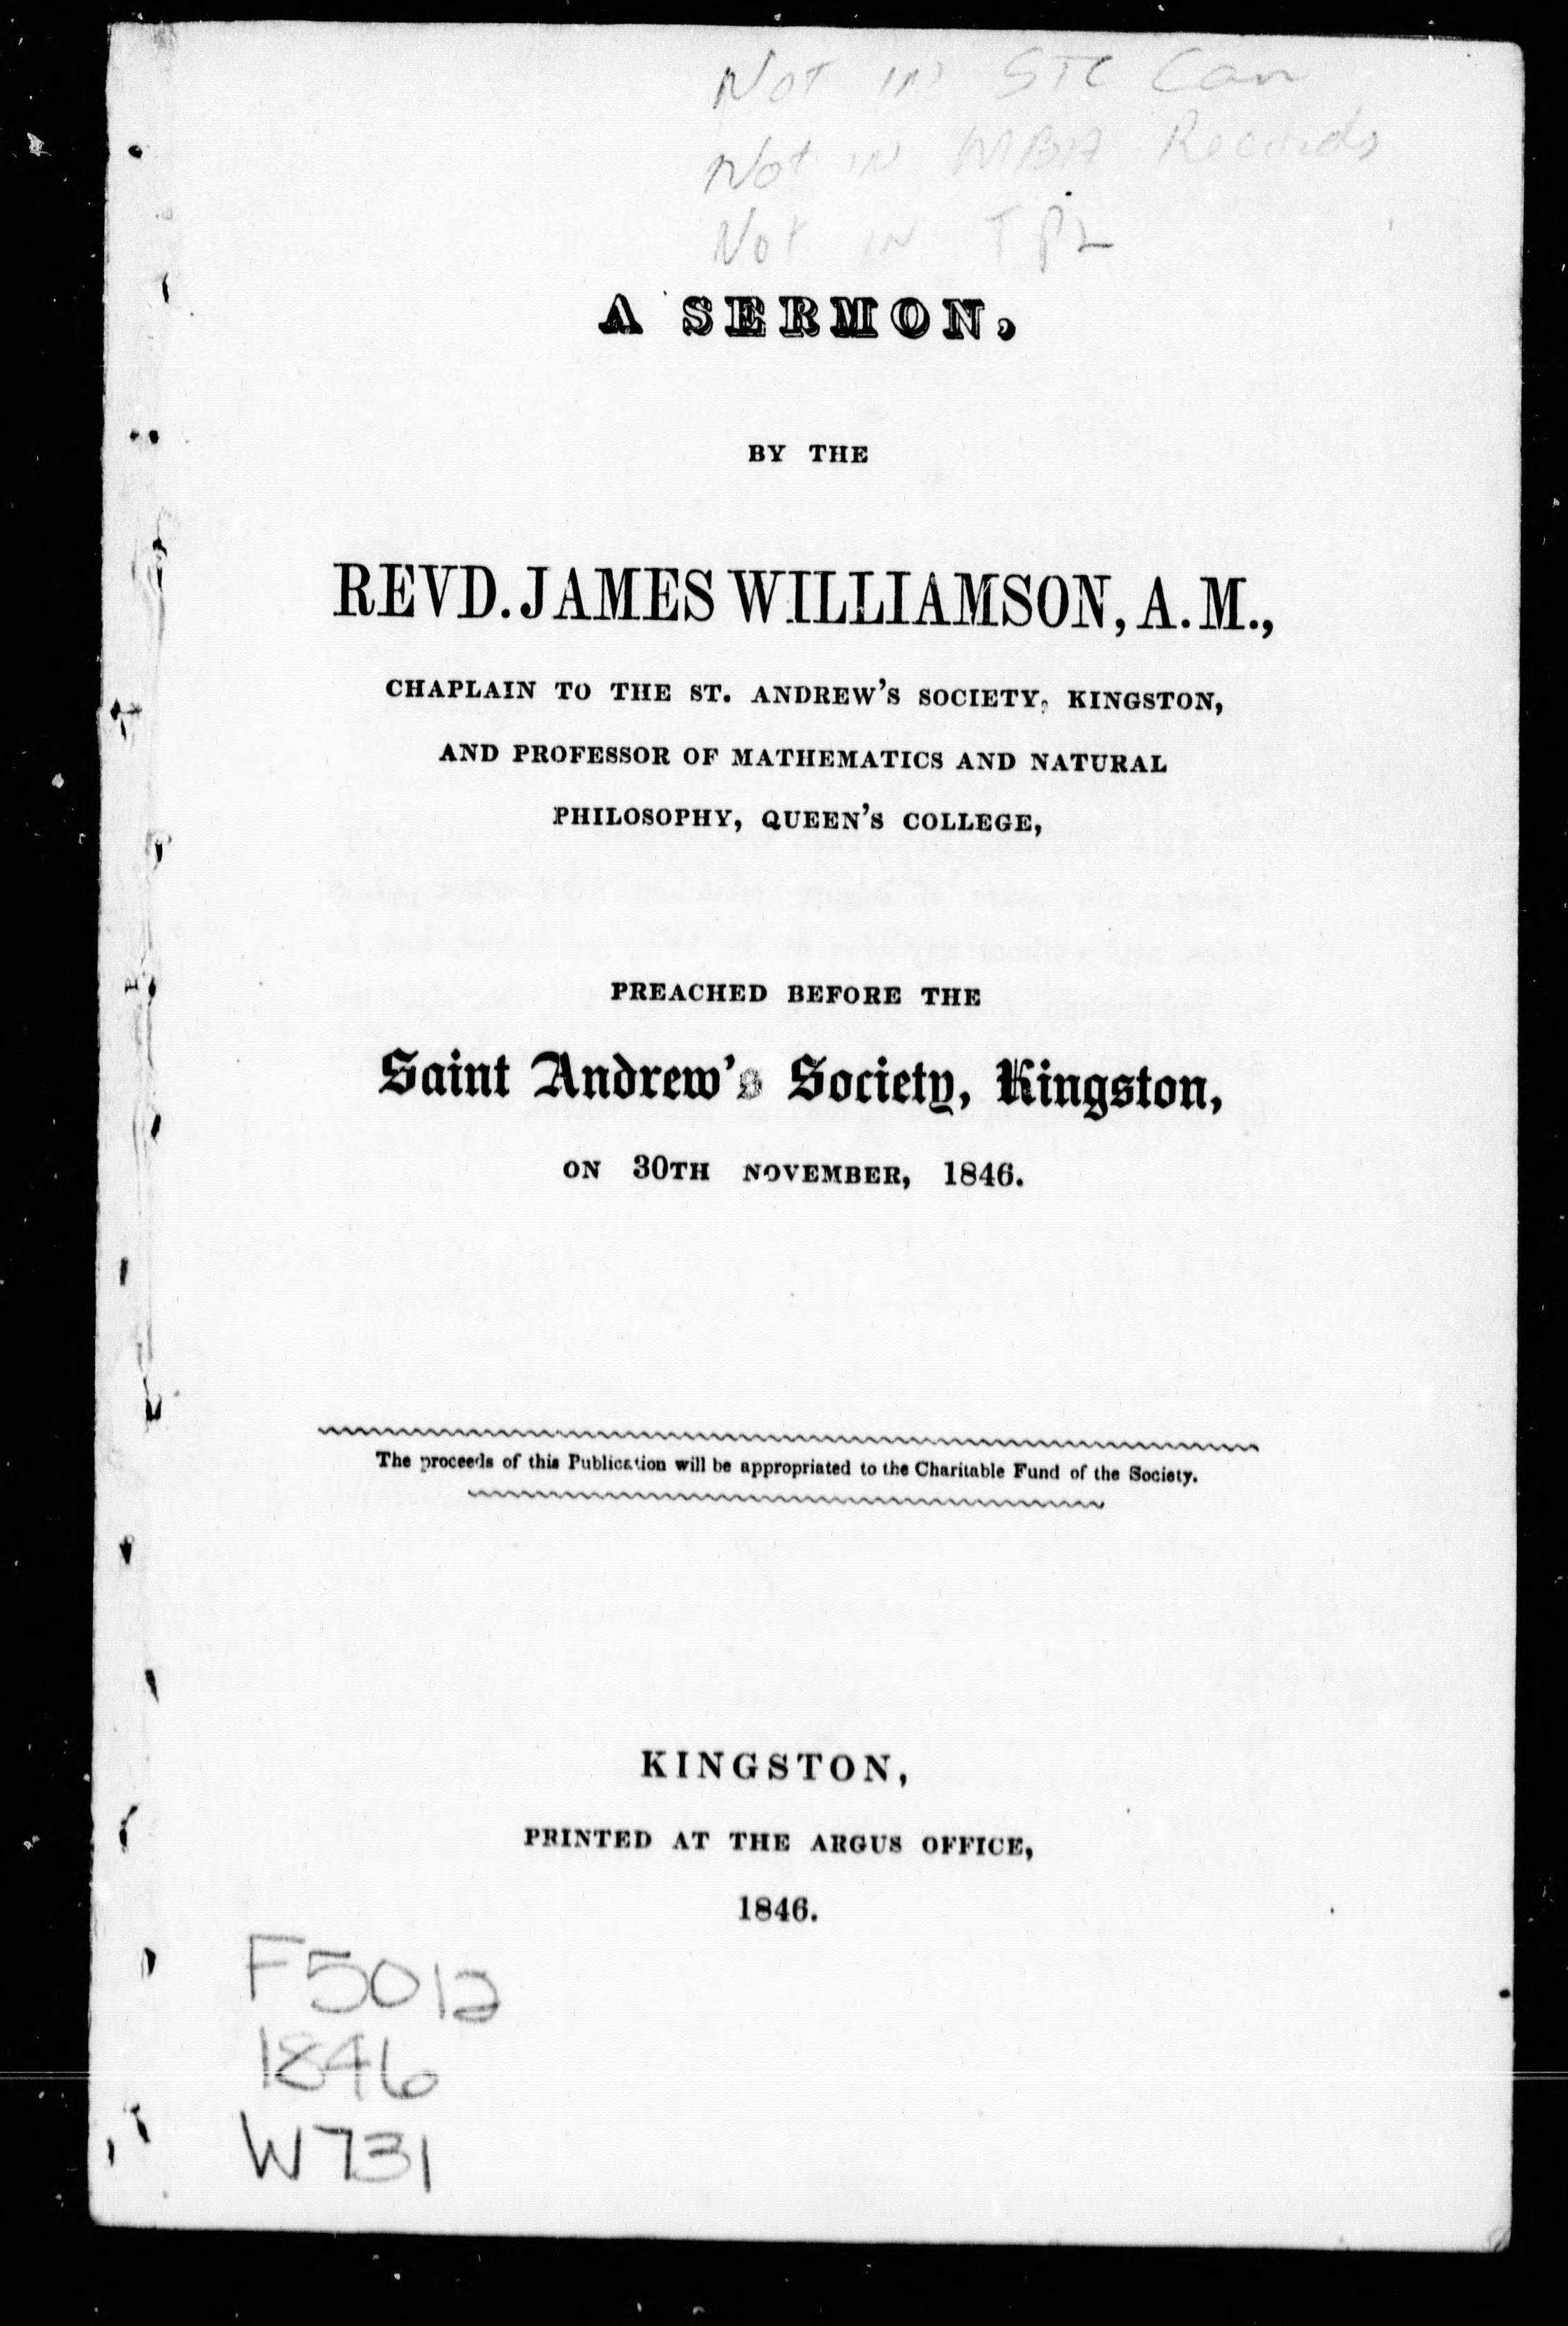 Not in STC Can
Not in MBA Records
Not in TPL
A SERMON,
BY THE
REVD. JAMES WILLIAMSON, A. M.,
CHAPLAIN TO THE ST. ANDREW'S SOCIETY, KINGSTON,
AND PROFESSOR OF MATHEMATICS AND NATURAL
PHILOSOPHY, QUEEN'S COLLEGE,
PREACHED BEFORE THE
Saint Andrew's Society, Kingston,
ON 30TH NOVEMBER, 1846.
The proceeds of this Publication will be appropriated to the Charitable Fund of the Society.
KINGSTON,
PRINTED AT THE ARGUS OFFICE,
1846.
F5012
1846
W731